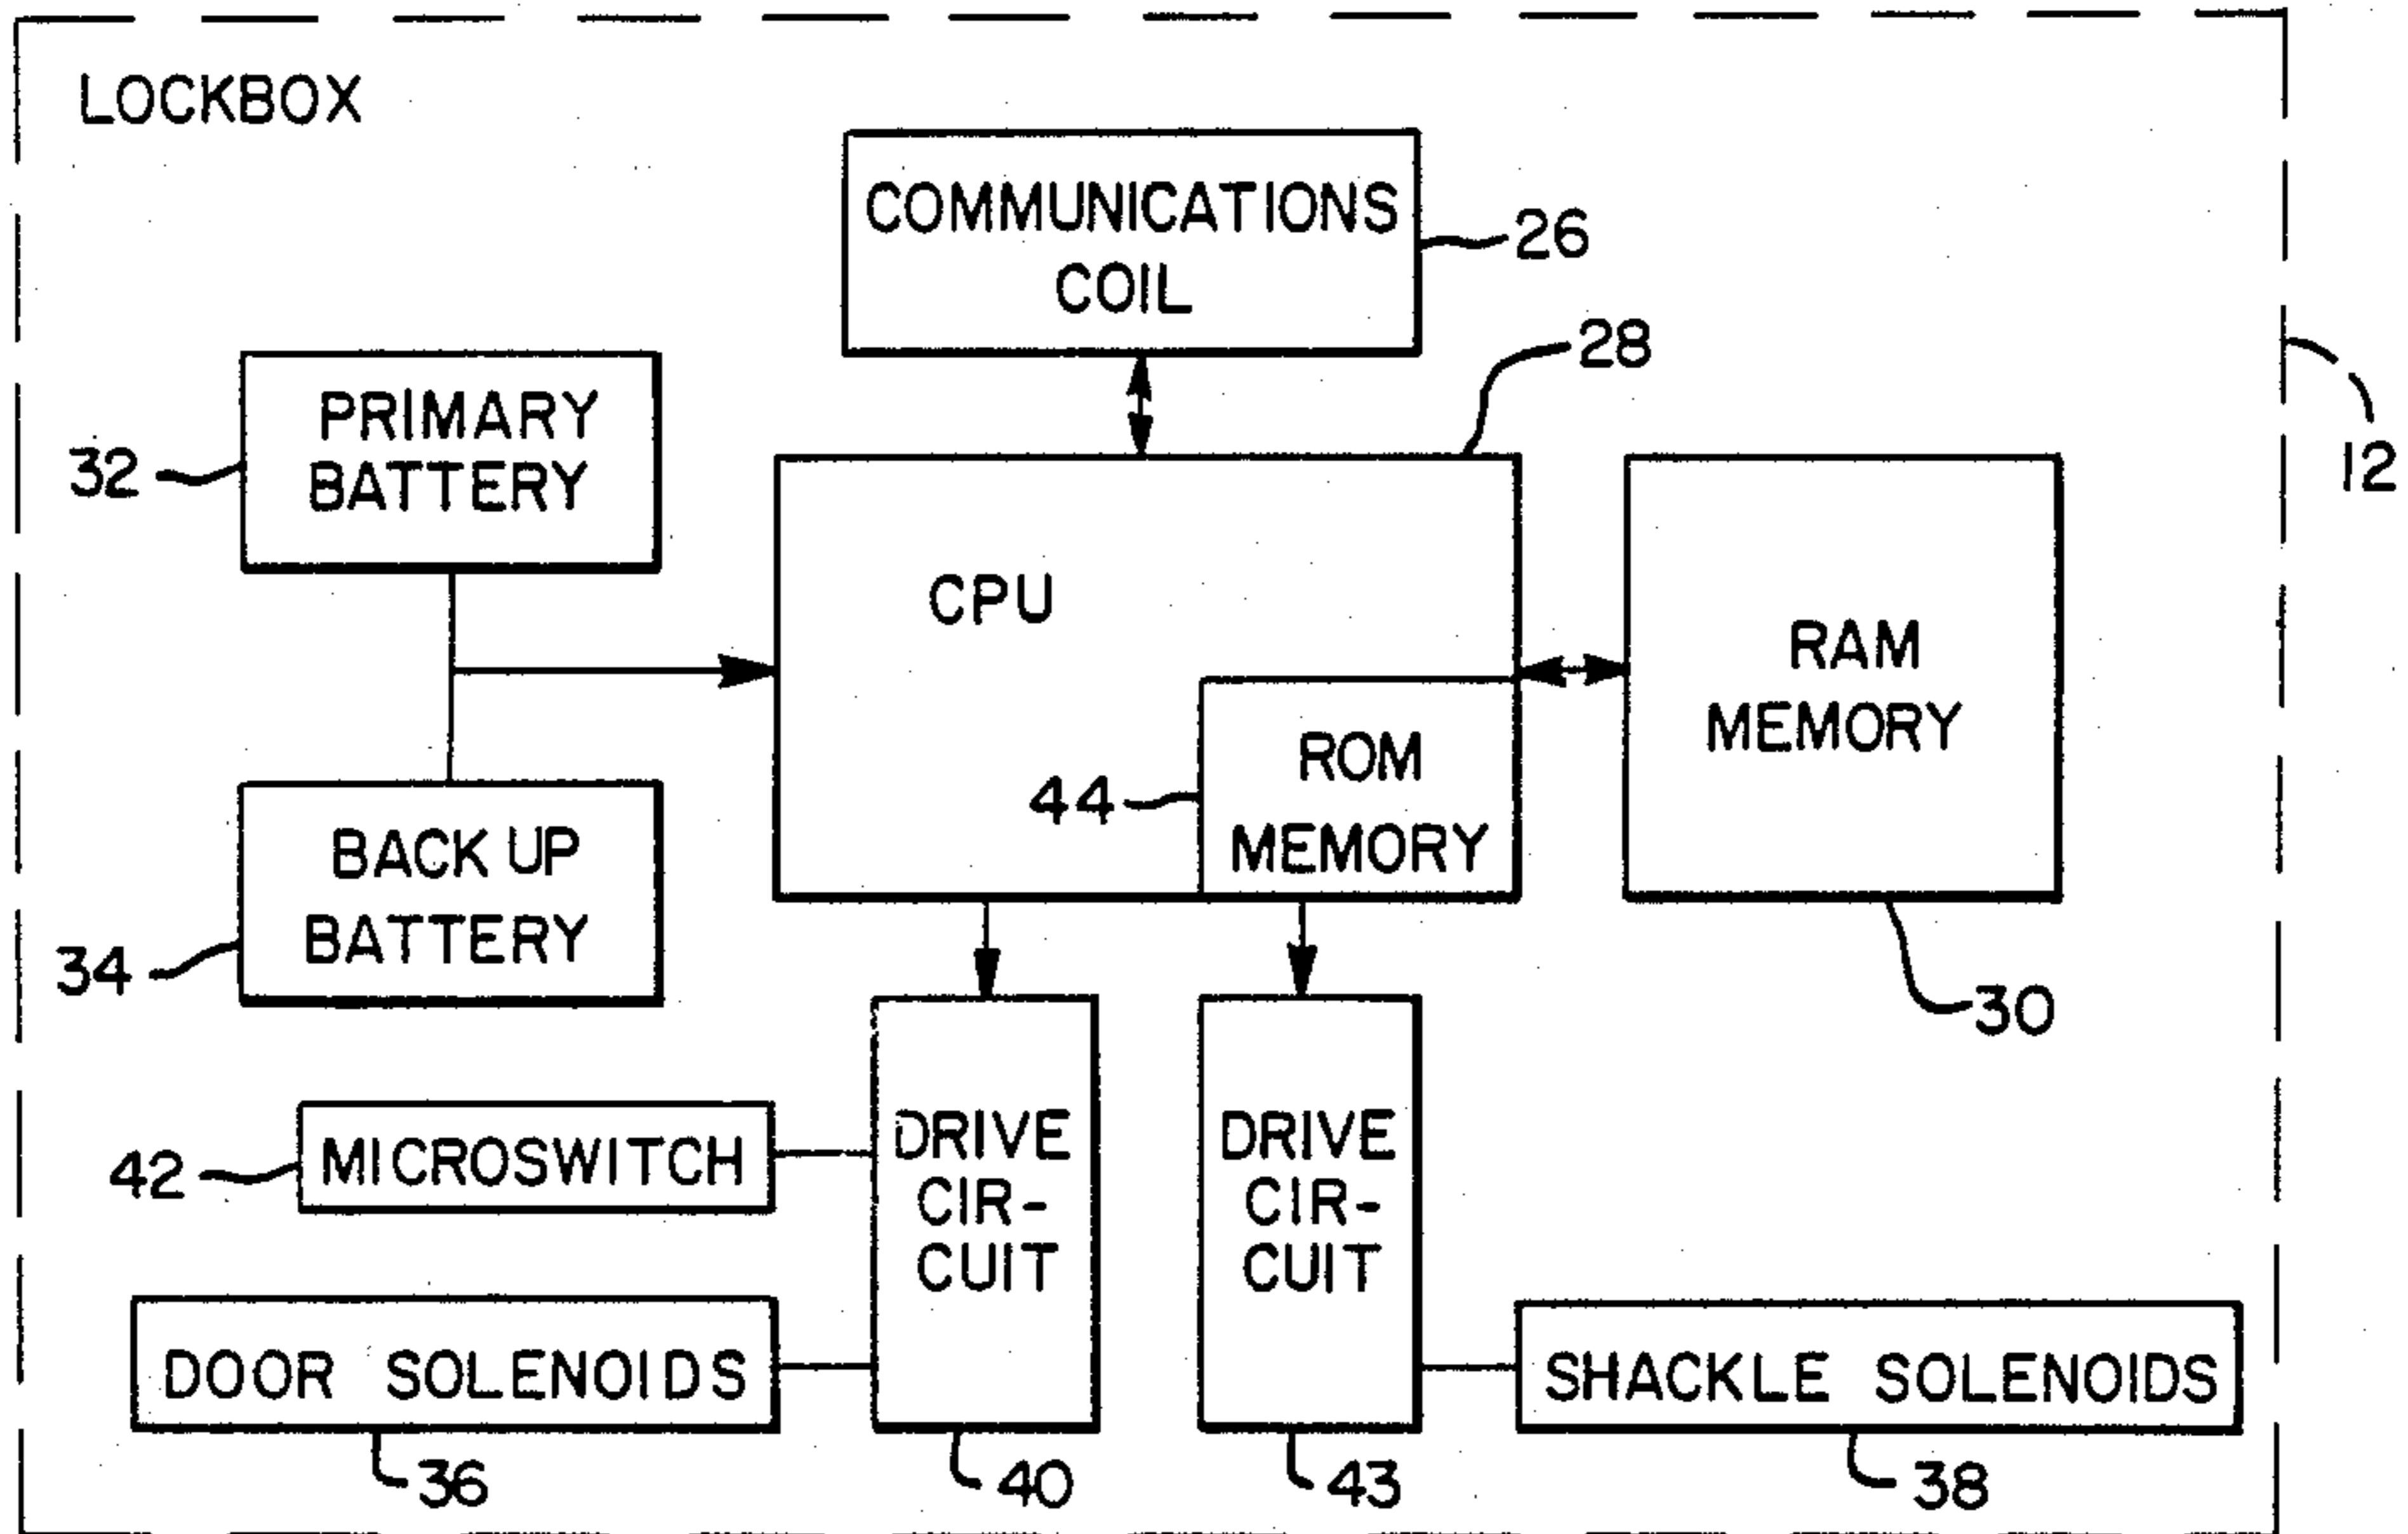 LOCKBOX
COMMUNICATIONS
COIL
26
28
12
PRIMARY
BATTERY
32
CPU
RAM
MEMORY
30
ROM
MEMORY
44
BACK UP
BATTERY
34
MICROSWITCH
42
DOOR SOLENOIDS
36
DRIVE
CIR-
CUIT
40
DRIVE
CIR-
CUIT
43
SHACKLE SOLENOIDS
38